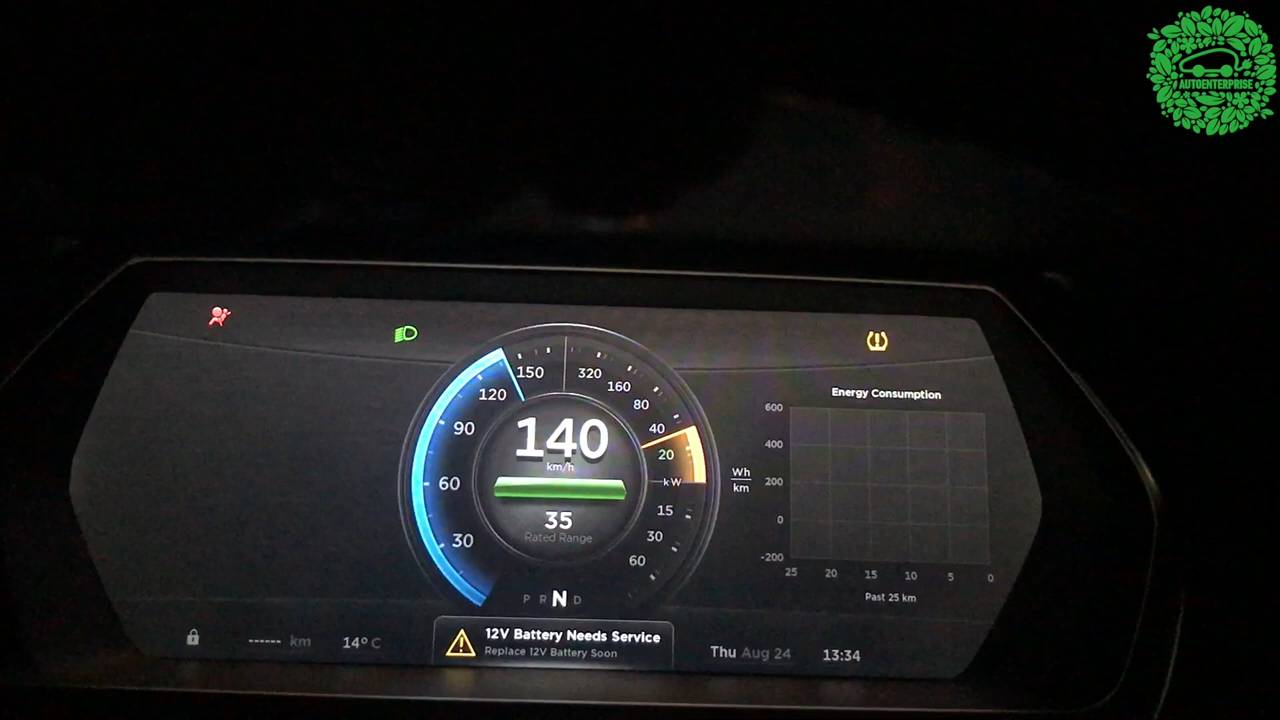 AUTOENTERPRISE
150
320
120
160
80
90
40
20
60
kW
15
30
30
60
140
km/h
35
Rated Range
P R N D
Energy Consumption
600
400
200
0
-200
Wh
km
25 20 15 10 5 0
Past 25 km
------ km
14° C
12V Battery Needs Service
Replace 12V Battery Soon
Thu Aug 24
13:34